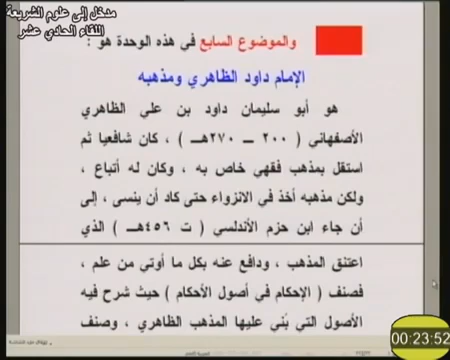 مدخل إلى علوم الشريعة
اللقاء الحادي عشر
والموضوع السابع في هذه الوحدة هو :
الإمام داود الظاهري ومذهبه
هو أبو سليمان داود بن علي الظاهري
الأصفهاني ( ٢٠٠ – ٢٧٠هـ ) ، كان شافعيا ثم
استقل بمذهب فقهي خاص به ، وكان له أتباع ،
ولكن مذهبه أخذ في الانزواء حتى كاد أن ينسى ، إلى
أن جاء ابن حزم الأندلسي ( ت ٤٥٦هـ ) الذي
اعتنق المذهب ، ودافع عنه بكل ما أوتي من علم ،
فصنف ( الإحكام في أصول الأحكام ) حيث شرح فيه
الأصول التي بُني عليها المذهب الظاهري ، وصنف
00:23:52